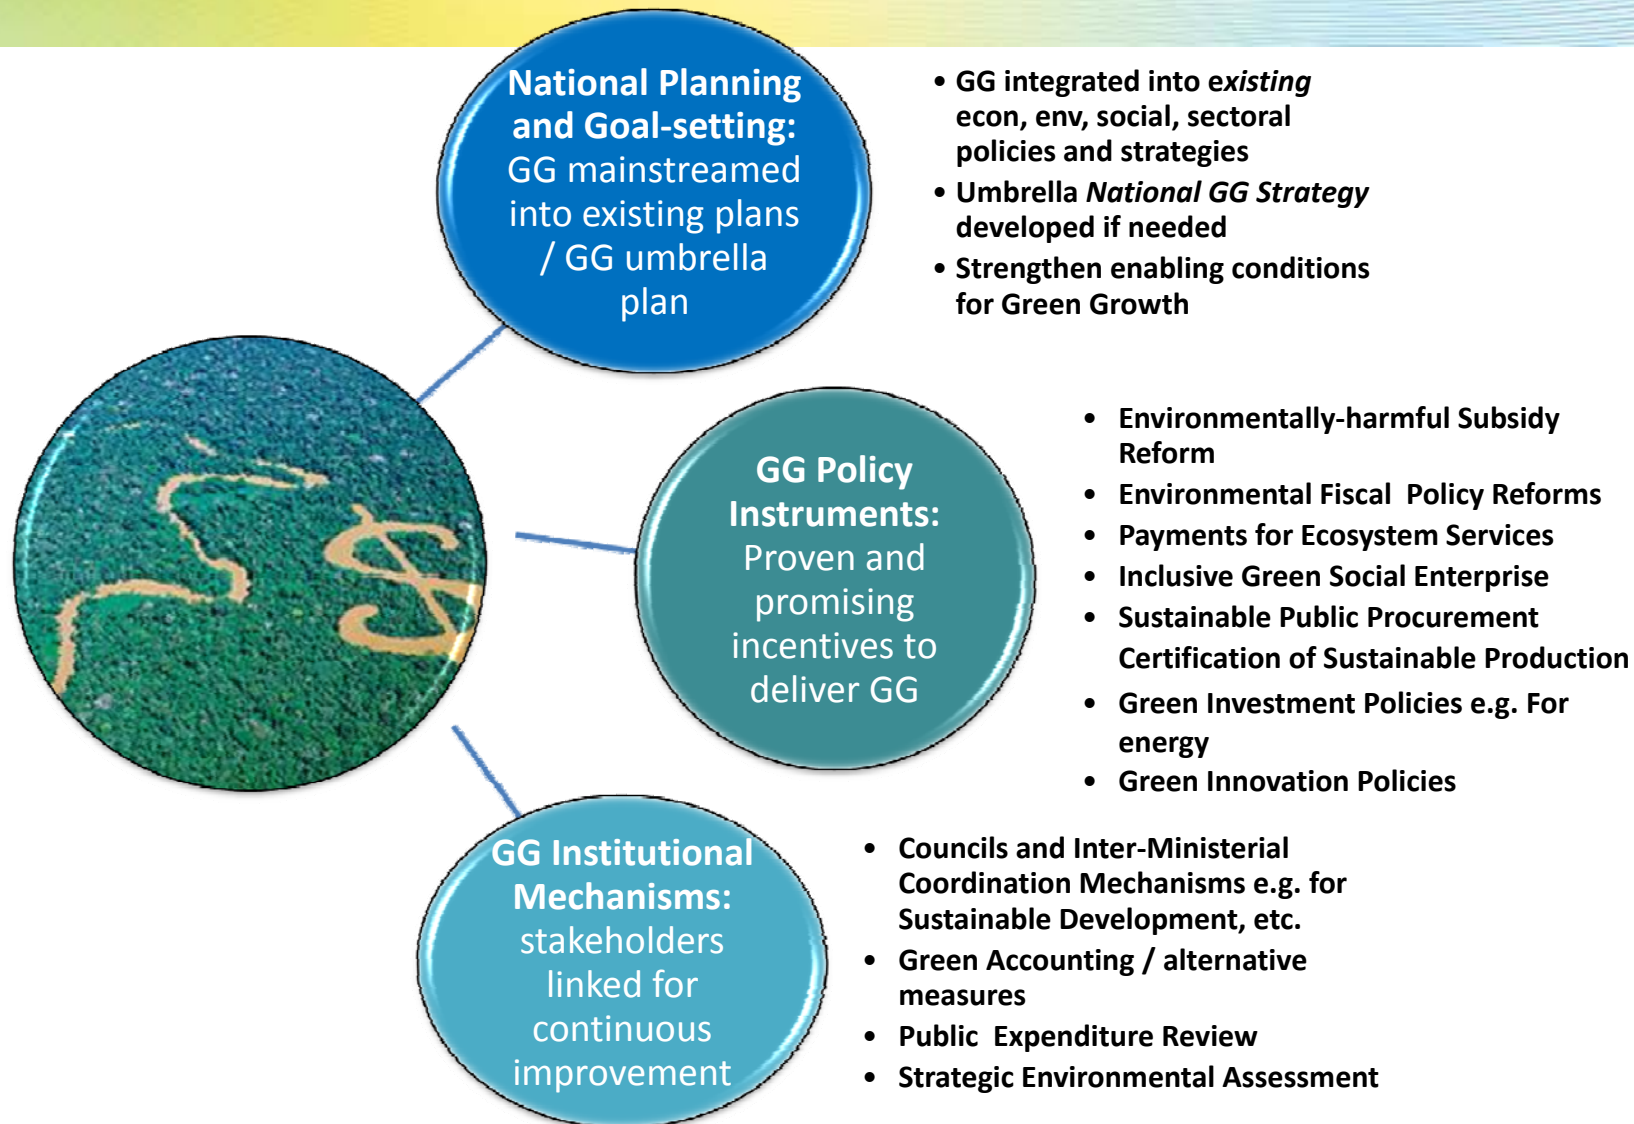 National Planning
and Goal-setting:
GG mainstreamed
into existing plans
/ GG umbrella
plan
• GG integrated into existing
econ, env, social, sectoral
policies and strategies
• Umbrella National GG Strategy
developed if needed
• Strengthen enabling conditions
for Green Growth
GG Policy
Instruments:
Proven and
promising
incentives to
deliver GG
• Environmentally-harmful Subsidy
Reform
• Environmental Fiscal Policy Reforms
• Payments for Ecosystem Services
• Inclusive Green Social Enterprise
• Sustainable Public Procurement
Certification of Sustainable Production
• Green Investment Policies e.g. For
energy
• Green Innovation Policies
GG Institutional
Mechanisms:
stakeholders
linked for
continuous
improvement
• Councils and Inter-Ministerial
Coordination Mechanisms e.g. for
Sustainable Development, etc.
• Green Accounting / alternative
measures
• Public Expenditure Review
• Strategic Environmental Assessment
$